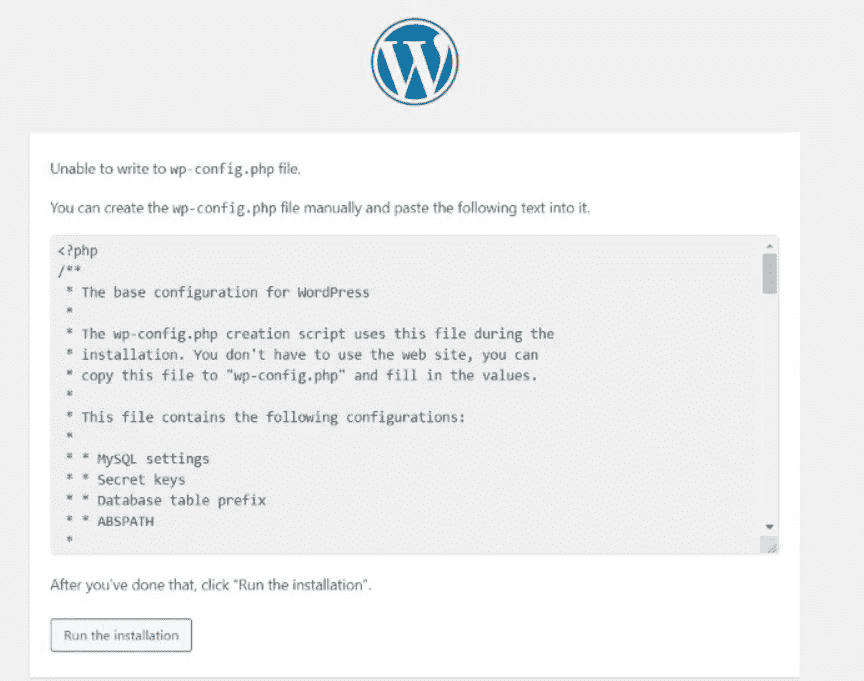 Unable to write to wp-config.php file.
You can create the wp-config.php file manually and paste the following text into it.
<?php
/**
 * The base configuration for WordPress
 *
 * The wp-config.php creation script uses this file during the
 * installation. You don't have to use the web site, you can
 * copy this file to "wp-config.php" and fill in the values.
 *
 * This file contains the following configurations:
 *
 * * MySQL settings
 * * Secret keys
 * * Database table prefix
 * * ABSPATH
 *
After you've done that, click “Run the installation”.
Run the installation